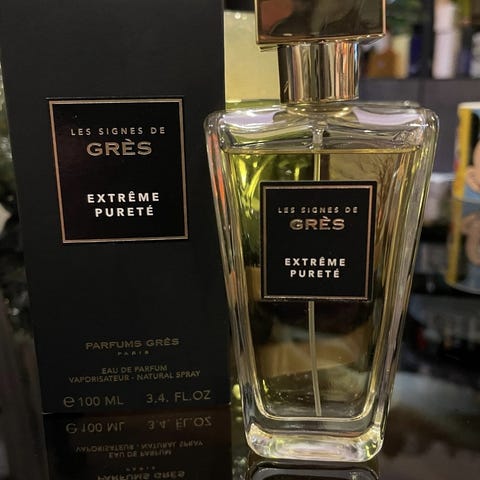 LES SIGNES DE
GRÈS
EXTRÊME
PURETÉ
PARFUMS GRÈS
PARIS
EAU DE PARFUM
VAPORISATEUR - NATURAL SPRAY
℮ 100 ML 3.4. FL.OZ
LES SIGNES DE
GRÈS
EXTRÊME
PURETÉ